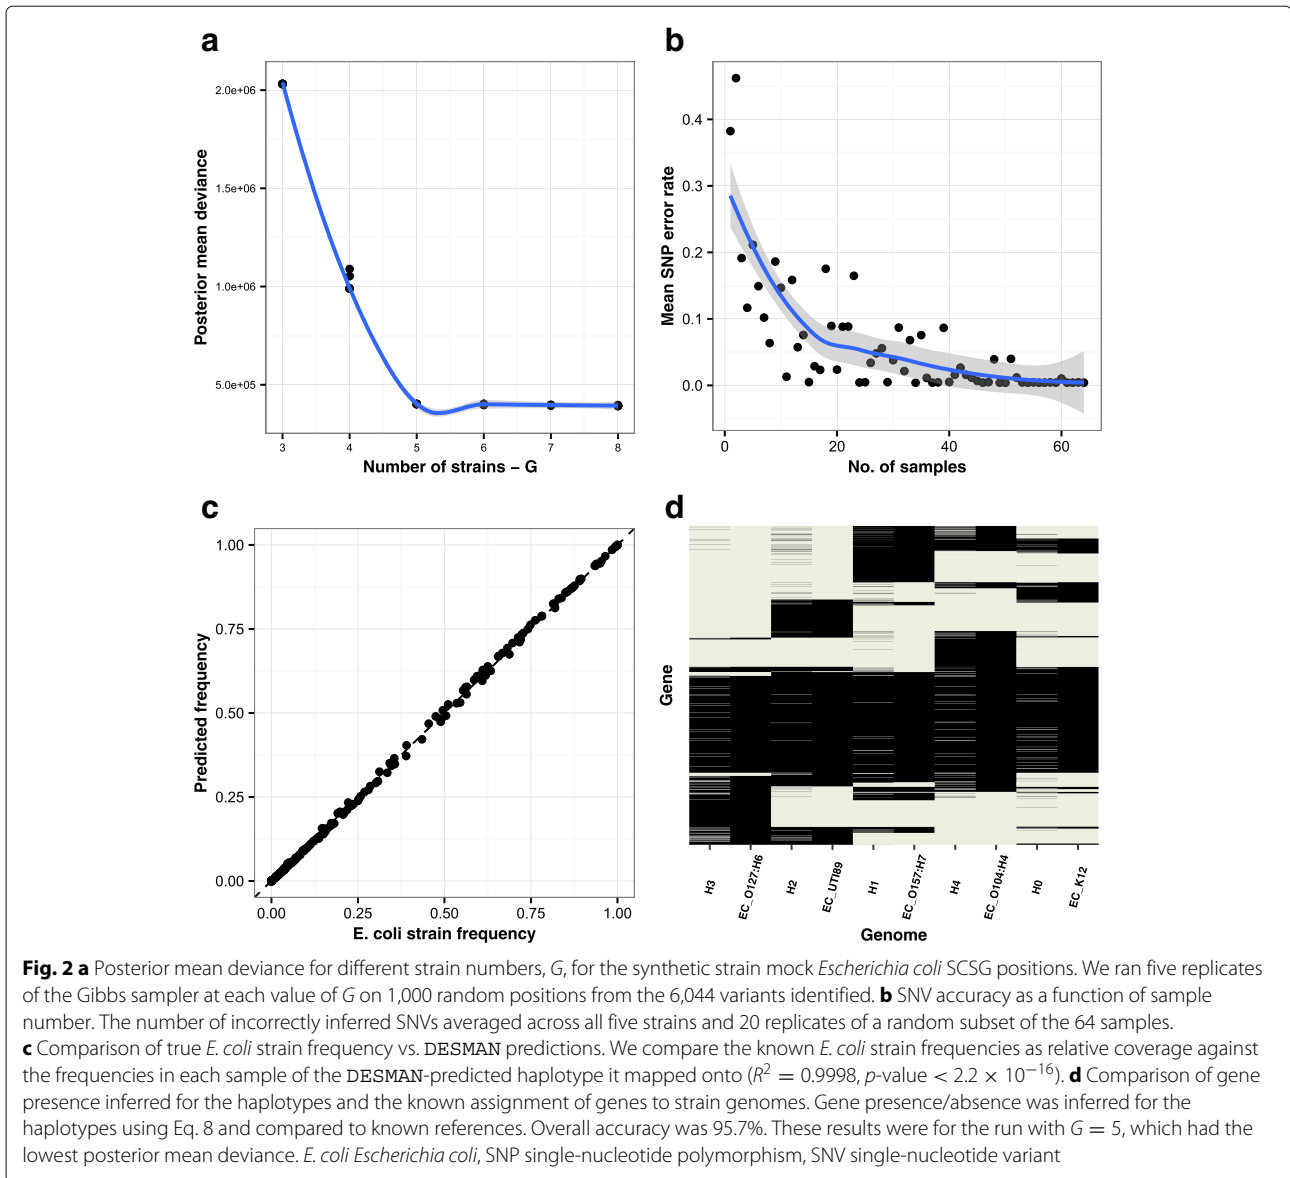 a
2.0e+06
1.5e+06
1.0e+06
5.0e+05
Posterior mean deviance
3 4 5 6 7 8
Number of strains – G
b
0.4
0.3
0.2
0.1
0.0
Mean SNP error rate
0 20 40 60
No. of samples
c
1.00
0.75
0.50
0.25
0.00
Predicted frequency
0.00 0.25 0.50 0.75 1.00
E. coli strain frequency
d
Gene
H3 EC_O127:H6 H2 EC_UTI89 H1 EC_O157:H7 H4 EC_O104:H4 H0 EC_K12
Genome
Fig. 2 a Posterior mean deviance for different strain numbers, G, for the synthetic strain mock Escherichia coli SCSG positions. We ran five replicates
of the Gibbs sampler at each value of G on 1,000 random positions from the 6,044 variants identified. b SNV accuracy as a function of sample
number. The number of incorrectly inferred SNVs averaged across all five strains and 20 replicates of a random subset of the 64 samples.
c Comparison of true E. coli strain frequency vs. DESMAN predictions. We compare the known E. coli strain frequencies as relative coverage against
the frequencies in each sample of the DESMAN-predicted haplotype it mapped onto (R² = 0.9998, p-value < 2.2 × 10⁻¹⁶). d Comparison of gene
presence inferred for the haplotypes and the known assignment of genes to strain genomes. Gene presence/absence was inferred for the
haplotypes using Eq. 8 and compared to known references. Overall accuracy was 95.7%. These results were for the run with G = 5, which had the
lowest posterior mean deviance. E. coli Escherichia coli, SNP single-nucleotide polymorphism, SNV single-nucleotide variant